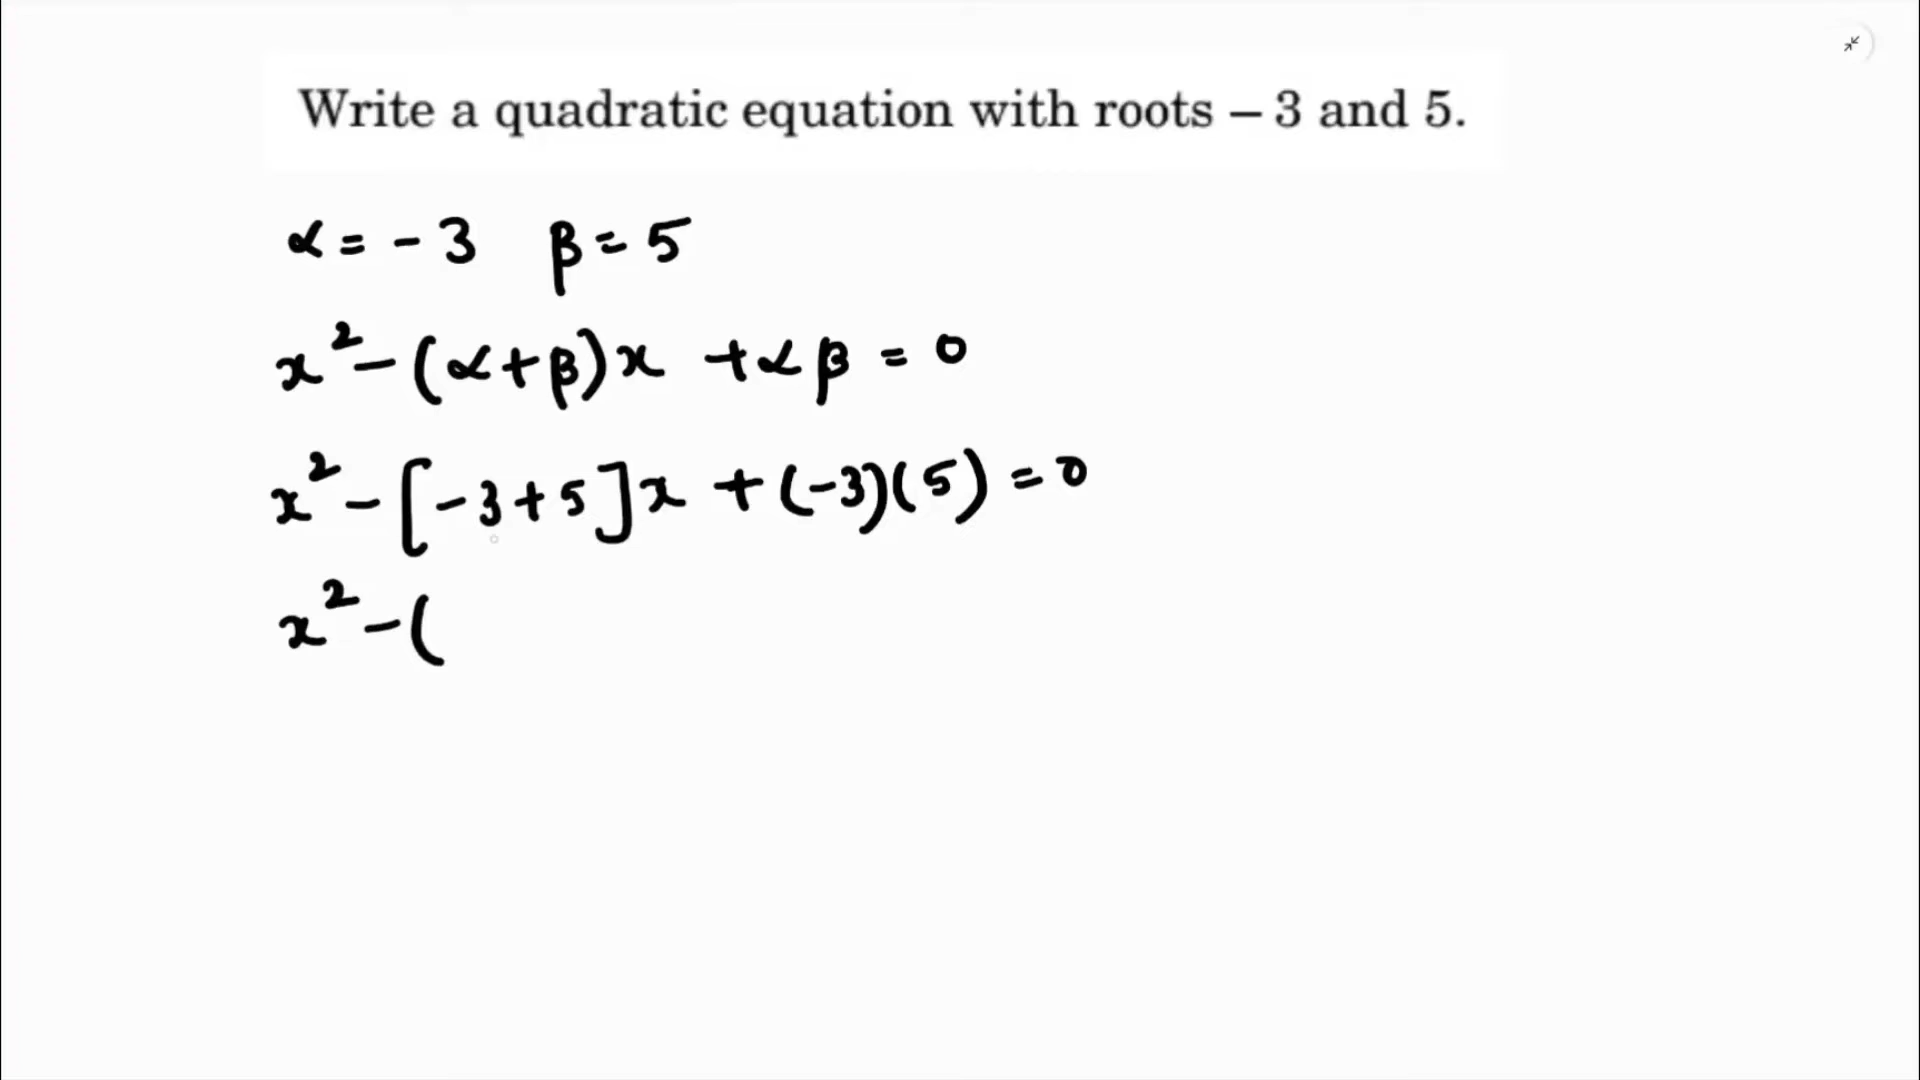 Write a quadratic equation with roots – 3 and 5.
α = - 3 β = 5
x² - (α + β)x + αβ = 0
x² - [-3 + 5]x + (-3)(5) = 0
x² - (